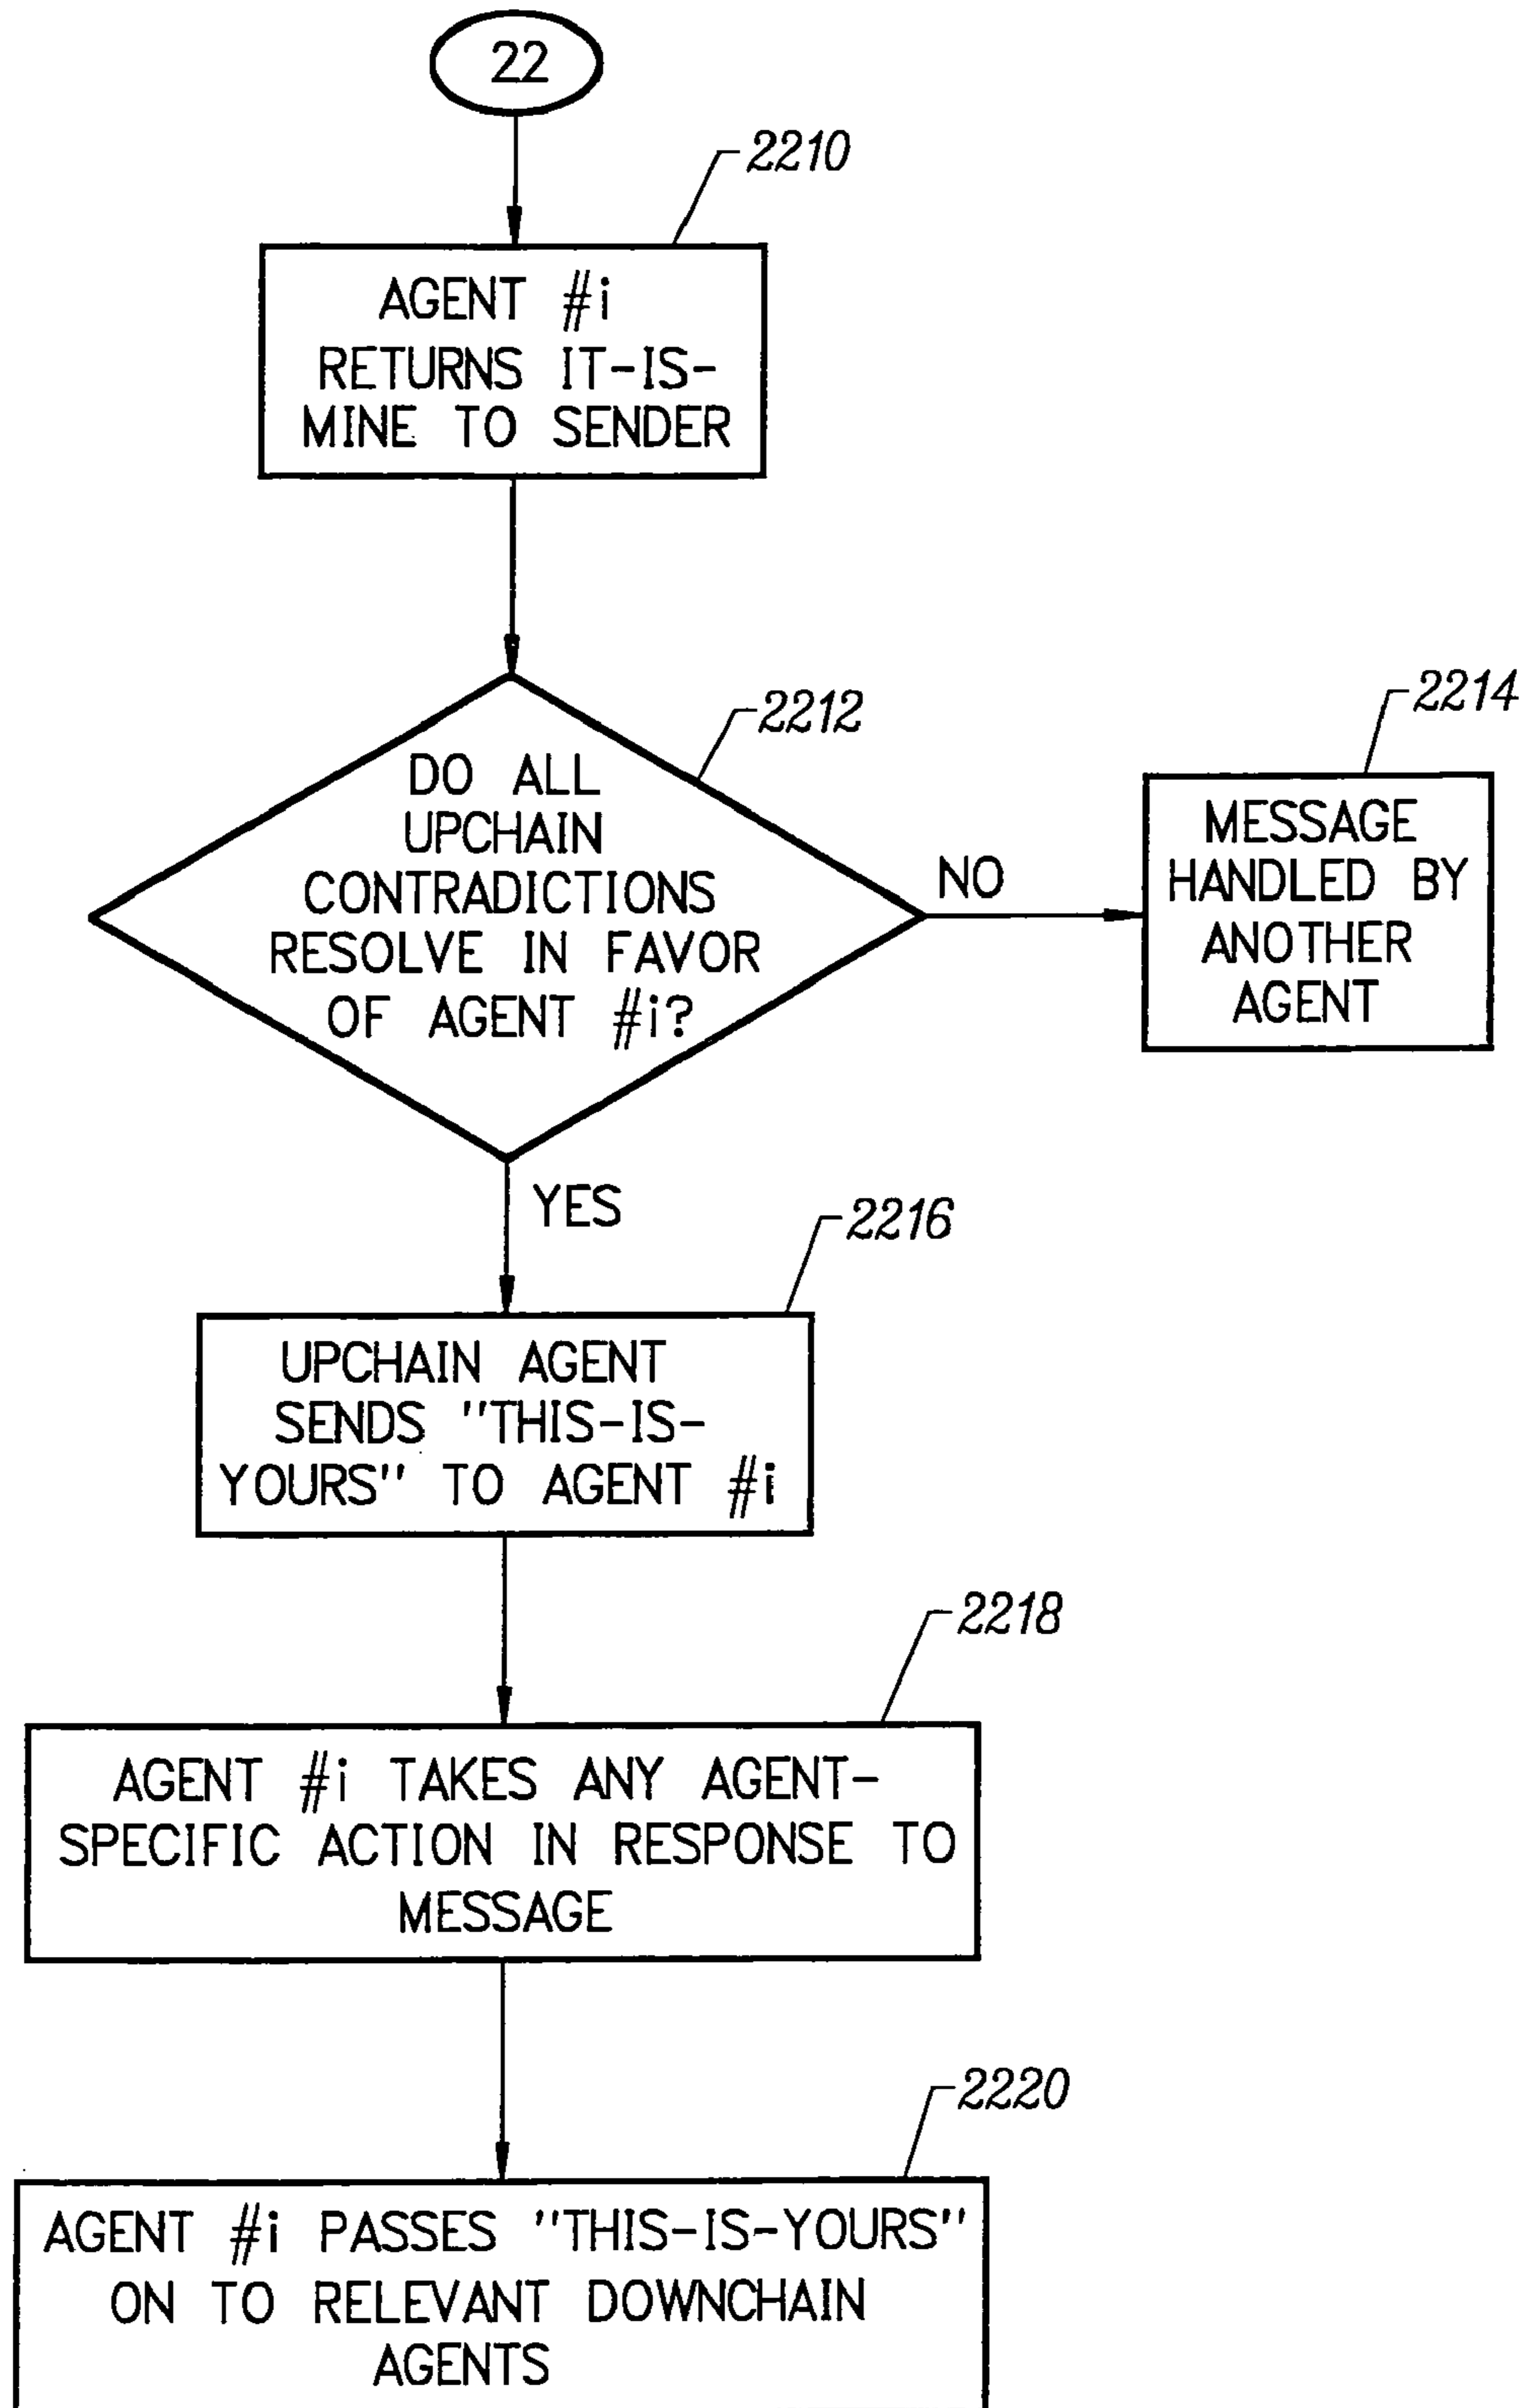 22
2210
AGENT #i
RETURNS IT-IS-
MINE TO SENDER
2212
DO ALL
UPCHAIN
CONTRADICTIONS
RESOLVE IN FAVOR
OF AGENT #i?
NO
2214
MESSAGE
HANDLED BY
ANOTHER
AGENT
YES
2216
UPCHAIN AGENT
SENDS "THIS-IS-
YOURS" TO AGENT #i
2218
AGENT #i TAKES ANY AGENT-
SPECIFIC ACTION IN RESPONSE TO
MESSAGE
2220
AGENT #i PASSES "THIS-IS-YOURS"
ON TO RELEVANT DOWNCHAIN
AGENTS